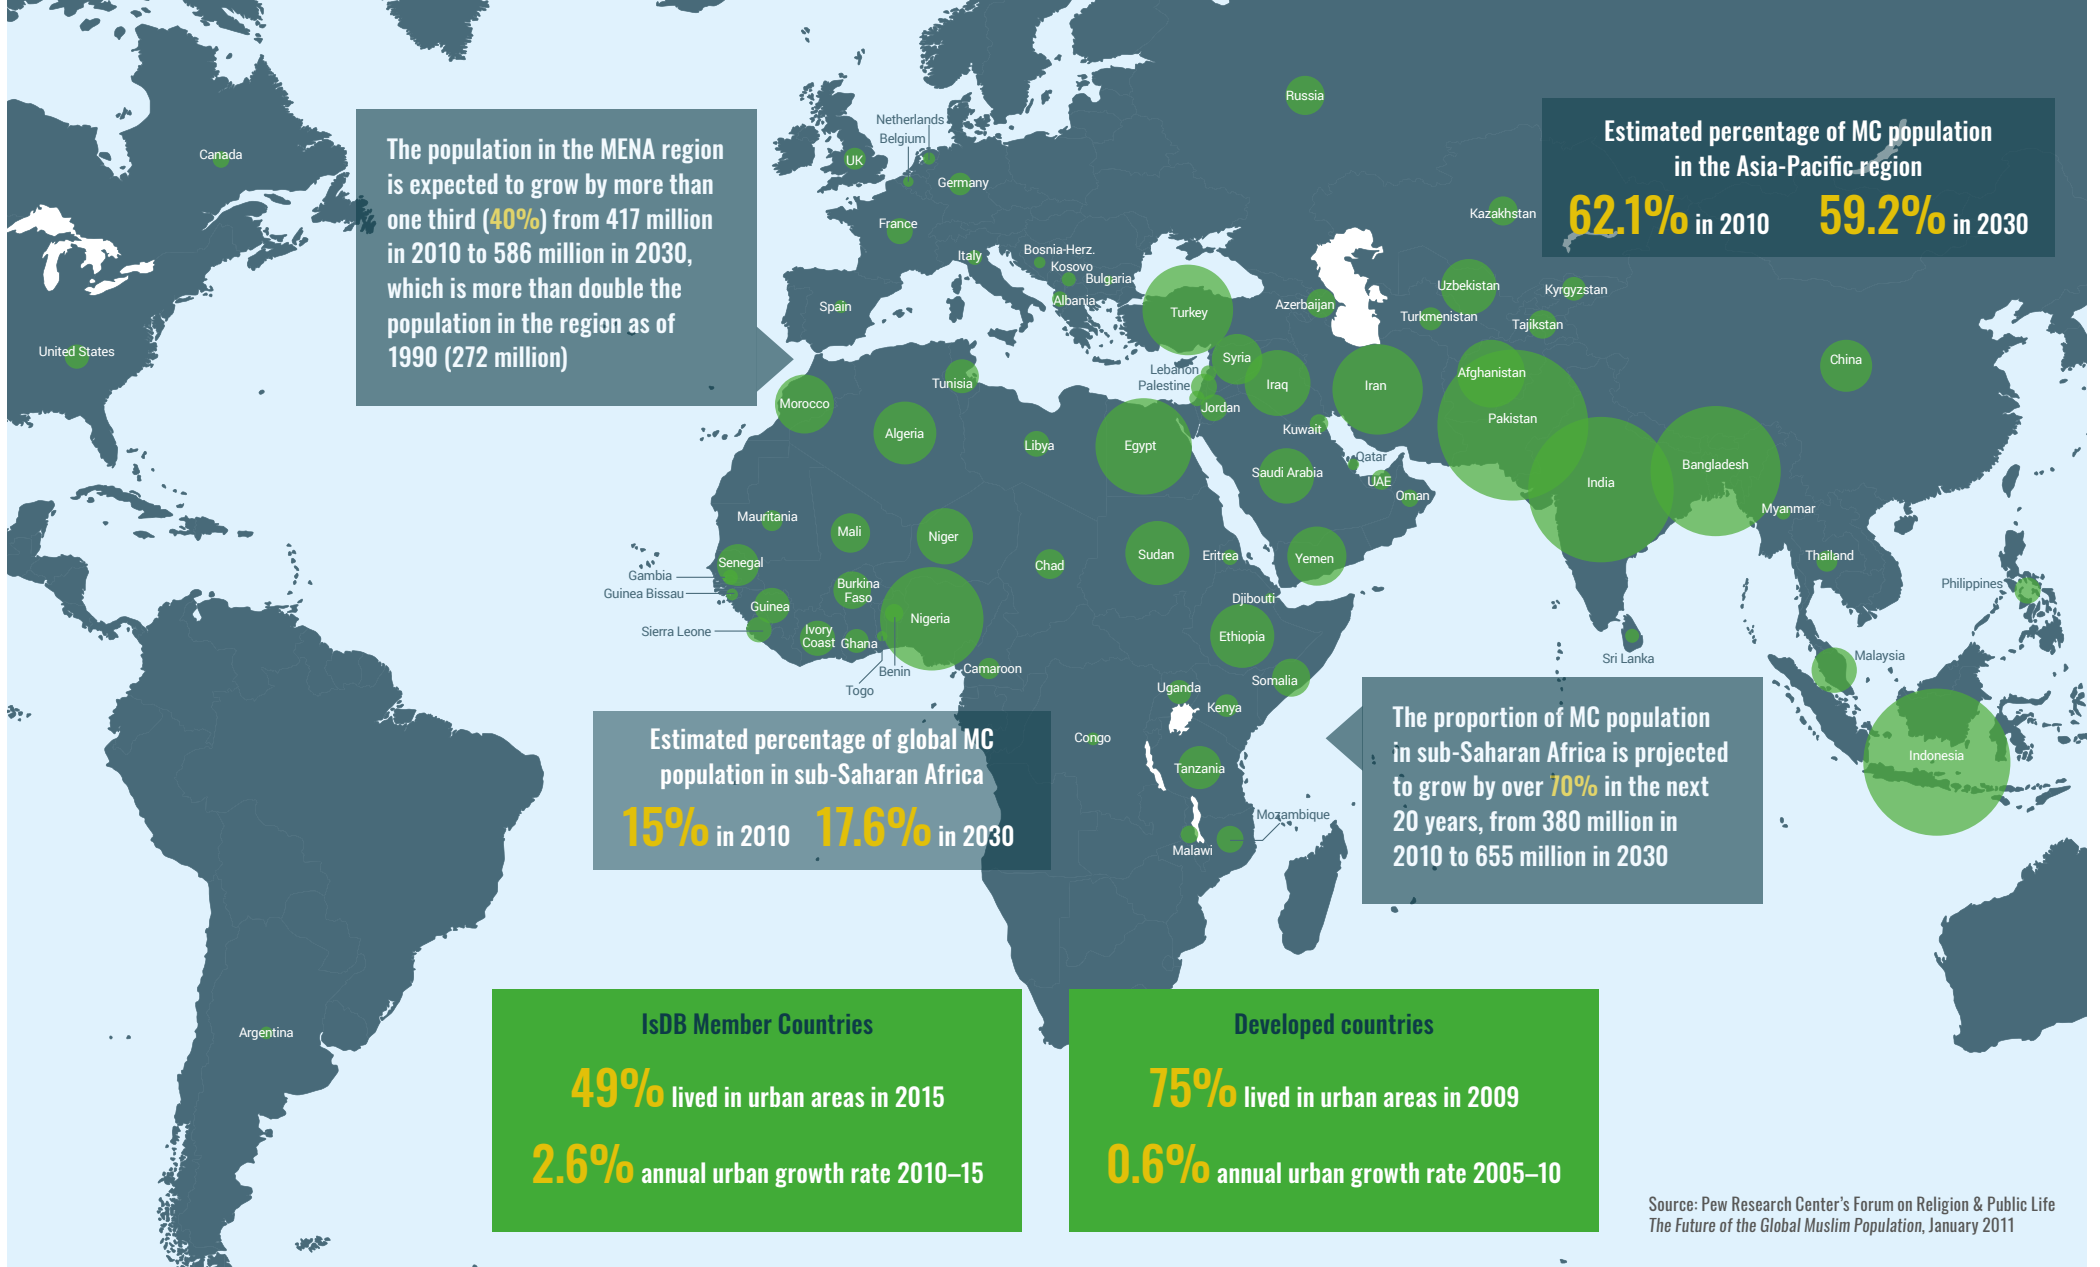 The population in the MENA region
is expected to grow by more than
one third (40%) from 417 million
in 2010 to 586 million in 2030,
which is more than double the
population in the region as of
1990 (272 million)
Estimated percentage of MC population
in the Asia-Pacific region
62.1% in 2010 59.2% in 2030
Russia
Canada
Netherlands
Belgium
UK
Germany
France
Kazakhstan
Italy
Bosnia-Herz.
Kosovo
Bulgaria
Albania
Spain
Turkey
Azerbaijan
Uzbekistan
Kyrgyzstan
Turkmenistan
Tajikstan
United States
China
Syria
Lebanon
Palestine
Iraq
Iran
Afghanistan
Tunisia
Morocco
Jordan
Pakistan
Algeria
Libya
Egypt
Kuwait
Qatar
Saudi Arabia
UAE
Oman
India
Bangladesh
Myanmar
Mauritania
Mali
Niger
Chad
Sudan
Eritrea
Yemen
Thailand
Philippines
Senegal
Gambia
Guinea Bissau
Burkina
Faso
Guinea
Nigeria
Djibouti
Sierra Leone
Ivory
Coast
Ghana
Benin
Togo
Camaroon
Ethiopia
Somalia
Sri Lanka
Malaysia
Uganda
Kenya
Congo
Tanzania
Indonesia
Mozambique
Malawi
Estimated percentage of global MC
population in sub-Saharan Africa
15% in 2010 17.6% in 2030
The proportion of MC population
in sub-Saharan Africa is projected
to grow by over 70% in the next
20 years, from 380 million in
2010 to 655 million in 2030
Argentina
IsDB Member Countries
49% lived in urban areas in 2015
2.6% annual urban growth rate 2010–15
Developed countries
75% lived in urban areas in 2009
0.6% annual urban growth rate 2005–10
Source: Pew Research Center's Forum on Religion & Public Life
The Future of the Global Muslim Population, January 2011